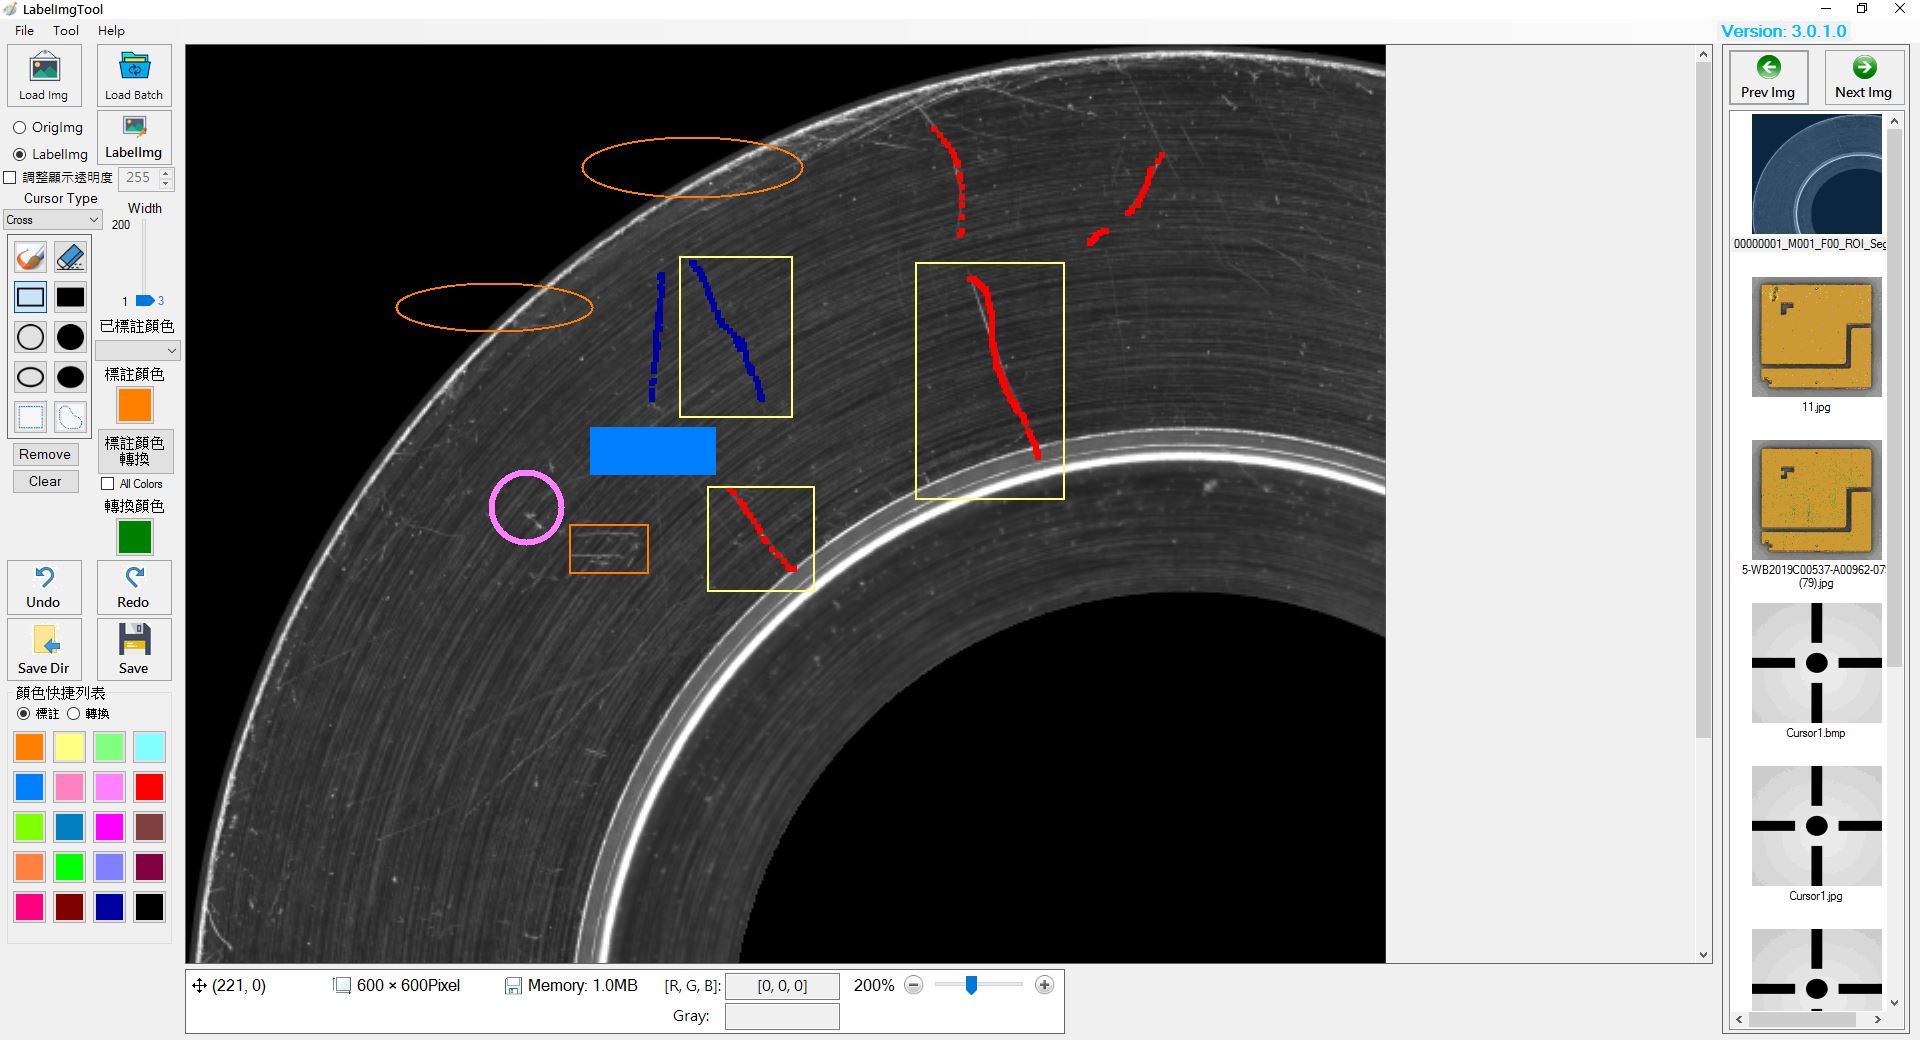 LabelImgTool
File Tool Help
Version: 3.0.1.0
Load Img
Load Batch
OrigImg
LabelImg
LabelImg
調整顯示透明度
255
Cursor Type
Cross
Width
200
1
3
已標註顏色
標註顏色
標註顏色
轉換
Remove
Clear
All Colors
轉換顏色
Undo
Redo
Save Dir
Save
顏色快捷列表
標註
轉換
(221, 0)
600 × 600Pixel
Memory: 1.0MB
[R, G, B]:
[0, 0, 0]
200%
Gray:
Prev Img
Next Img
00000001_M001_F00_ROI_Seg
11.jpg
5-WB2019C00537-A00962-07
(79).jpg
Cursor1.bmp
Cursor1.jpg